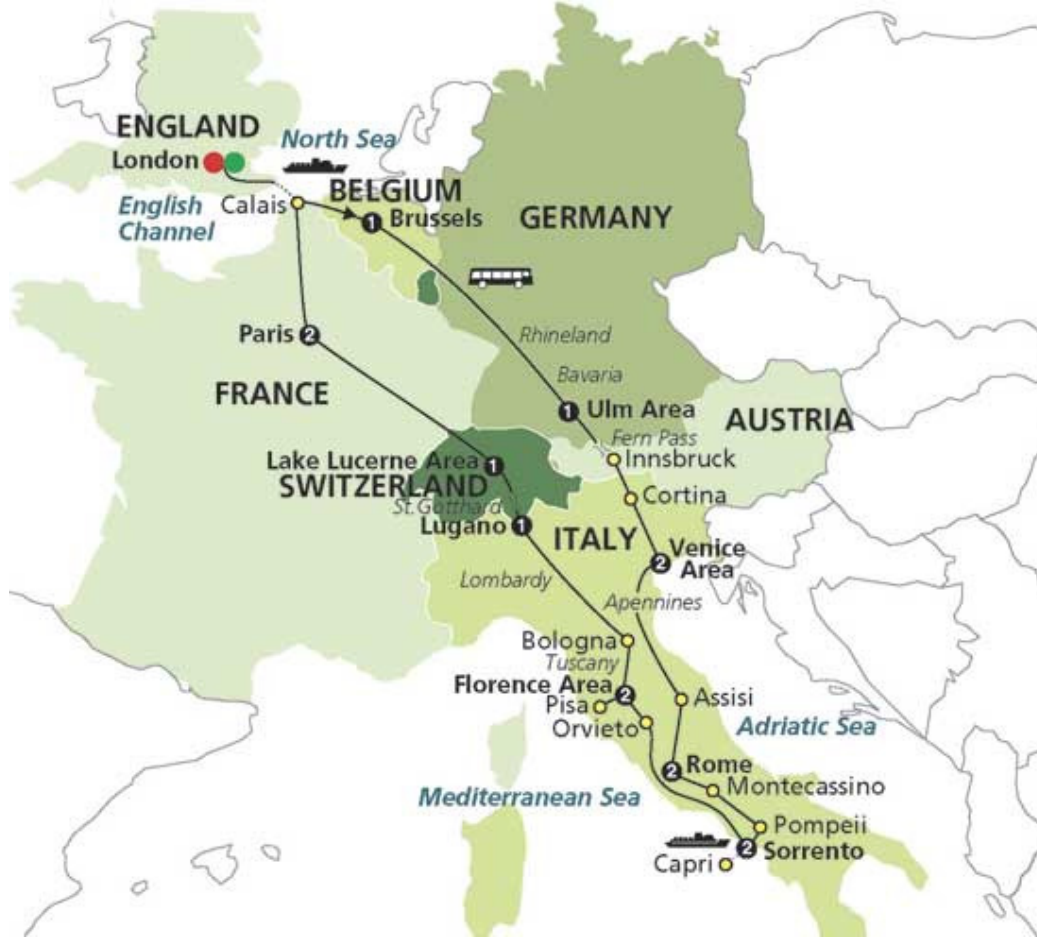 ENGLAND
North Sea
London
BELGIUM
English
Channel
Calais
1
Brussels
GERMANY
Paris
2
Rhineland
Bavaria
FRANCE
1
Ulm Area
AUSTRIA
Fern Pass
Lake Lucerne Area
1
Innsbruck
SWITZERLAND
Cortina
St.Gotthard
Lugano
1
ITALY
Venice
Area
2
Lombardy
Apennines
Bologna
Tuscany
Florence Area
2
Pisa
Assisi
Orvieto
Adriatic Sea
2
Rome
Montecassino
Mediterranean Sea
Pompeii
2
Sorrento
Capri